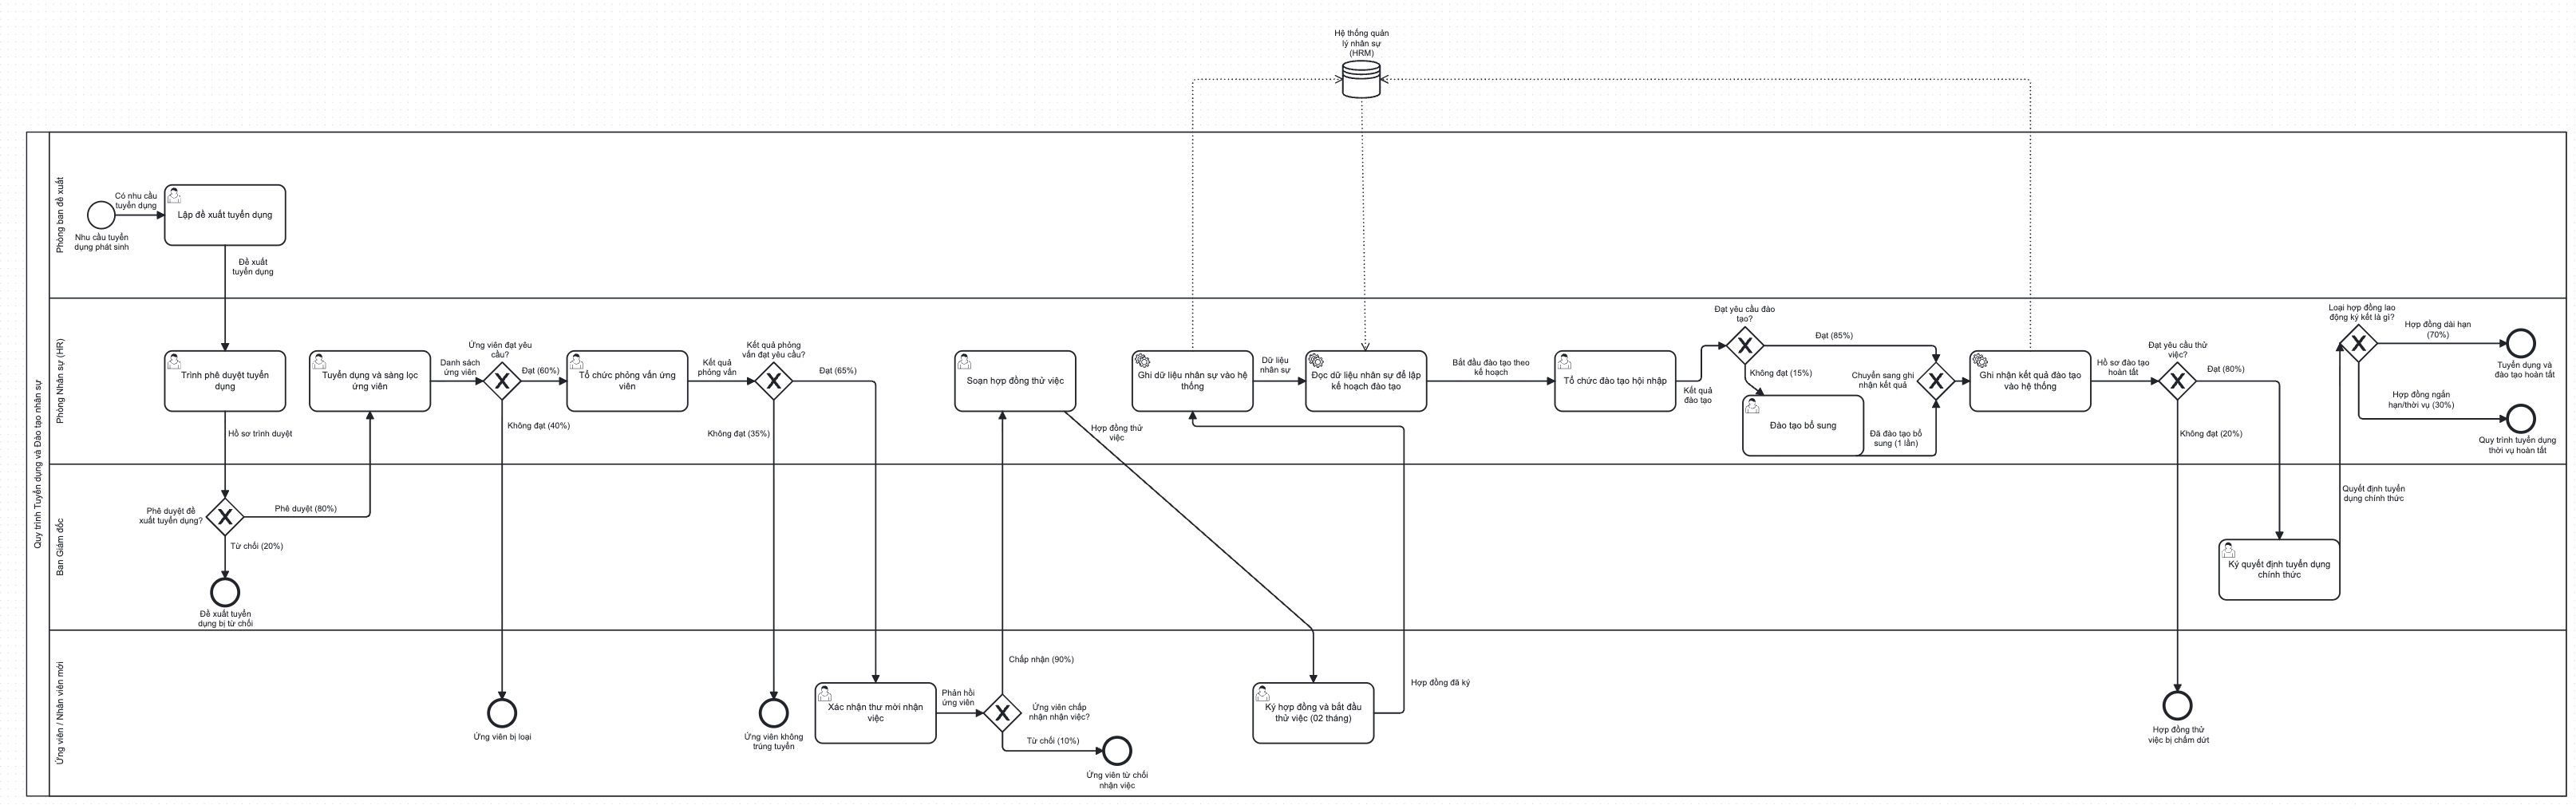 Hệ thống quản
lý nhân sự
(HRM)
Quy trình Tuyển dụng và Đào tạo nhân sự
Phòng ban đề xuất
Có nhu cầu
tuyển dụng
Nhu cầu tuyển
dụng phát sinh
Lập đề xuất tuyển dụng
Đề xuất
tuyển dụng
Phòng Nhân sự (HR)
Trình phê duyệt tuyển
dụng
Hồ sơ trình duyệt
Tuyển dụng và sàng lọc
ứng viên
Danh sách
ứng viên
Ứng viên đạt yêu
cầu?
Đạt (60%)
Không đạt (40%)
Tổ chức phỏng vấn ứng
viên
Kết quả
phỏng vấn
Kết quả phỏng
vấn đạt yêu cầu?
Đạt (65%)
Không đạt (35%)
Soạn hợp đồng thử việc
Hợp đồng thử
việc
Ghi dữ liệu nhân sự vào hệ
thống
Dữ liệu
nhân sự
Đọc dữ liệu nhân sự để lập
kế hoạch đào tạo
Bắt đầu đào tạo theo
kế hoạch
Tổ chức đào tạo hội nhập
Kết quả
đào tạo
Đạt yêu cầu đào
tạo?
Đạt (85%)
Không đạt (15%)
Đào tạo bổ sung
Đã đào tạo bổ
sung (1 lần)
Chuyển sang ghi
nhận kết quả
Ghi nhận kết quả đào tạo
vào hệ thống
Hồ sơ đào tạo
hoàn tất
Đạt yêu cầu thử
việc?
Đạt (80%)
Không đạt (20%)
Loại hợp đồng lao
động ký kết là gì?
Hợp đồng dài hạn
(70%)
Tuyển dụng và
đào tạo hoàn tất
Hợp đồng ngắn
hạn/thời vụ (30%)
Quy trình tuyển dụng
thời vụ hoàn tất
Ban Giám đốc
Phê duyệt đề
xuất tuyển dụng?
Phê duyệt (80%)
Từ chối (20%)
Đề xuất tuyển
dụng bị từ chối
Quyết định tuyển
dụng chính thức
Ký quyết định tuyển dụng
chính thức
Ứng viên / Nhân viên mới
Ứng viên bị loại
Ứng viên không
trúng tuyển
Xác nhận thư mời nhận
việc
Phản hồi
ứng viên
Chấp nhận (90%)
Ứng viên chấp
nhận nhận việc?
Từ chối (10%)
Ứng viên từ chối
nhận việc
Ký hợp đồng và bắt đầu
thử việc (02 tháng)
Hợp đồng đã ký
Hợp đồng thử
việc bị chấm dứt